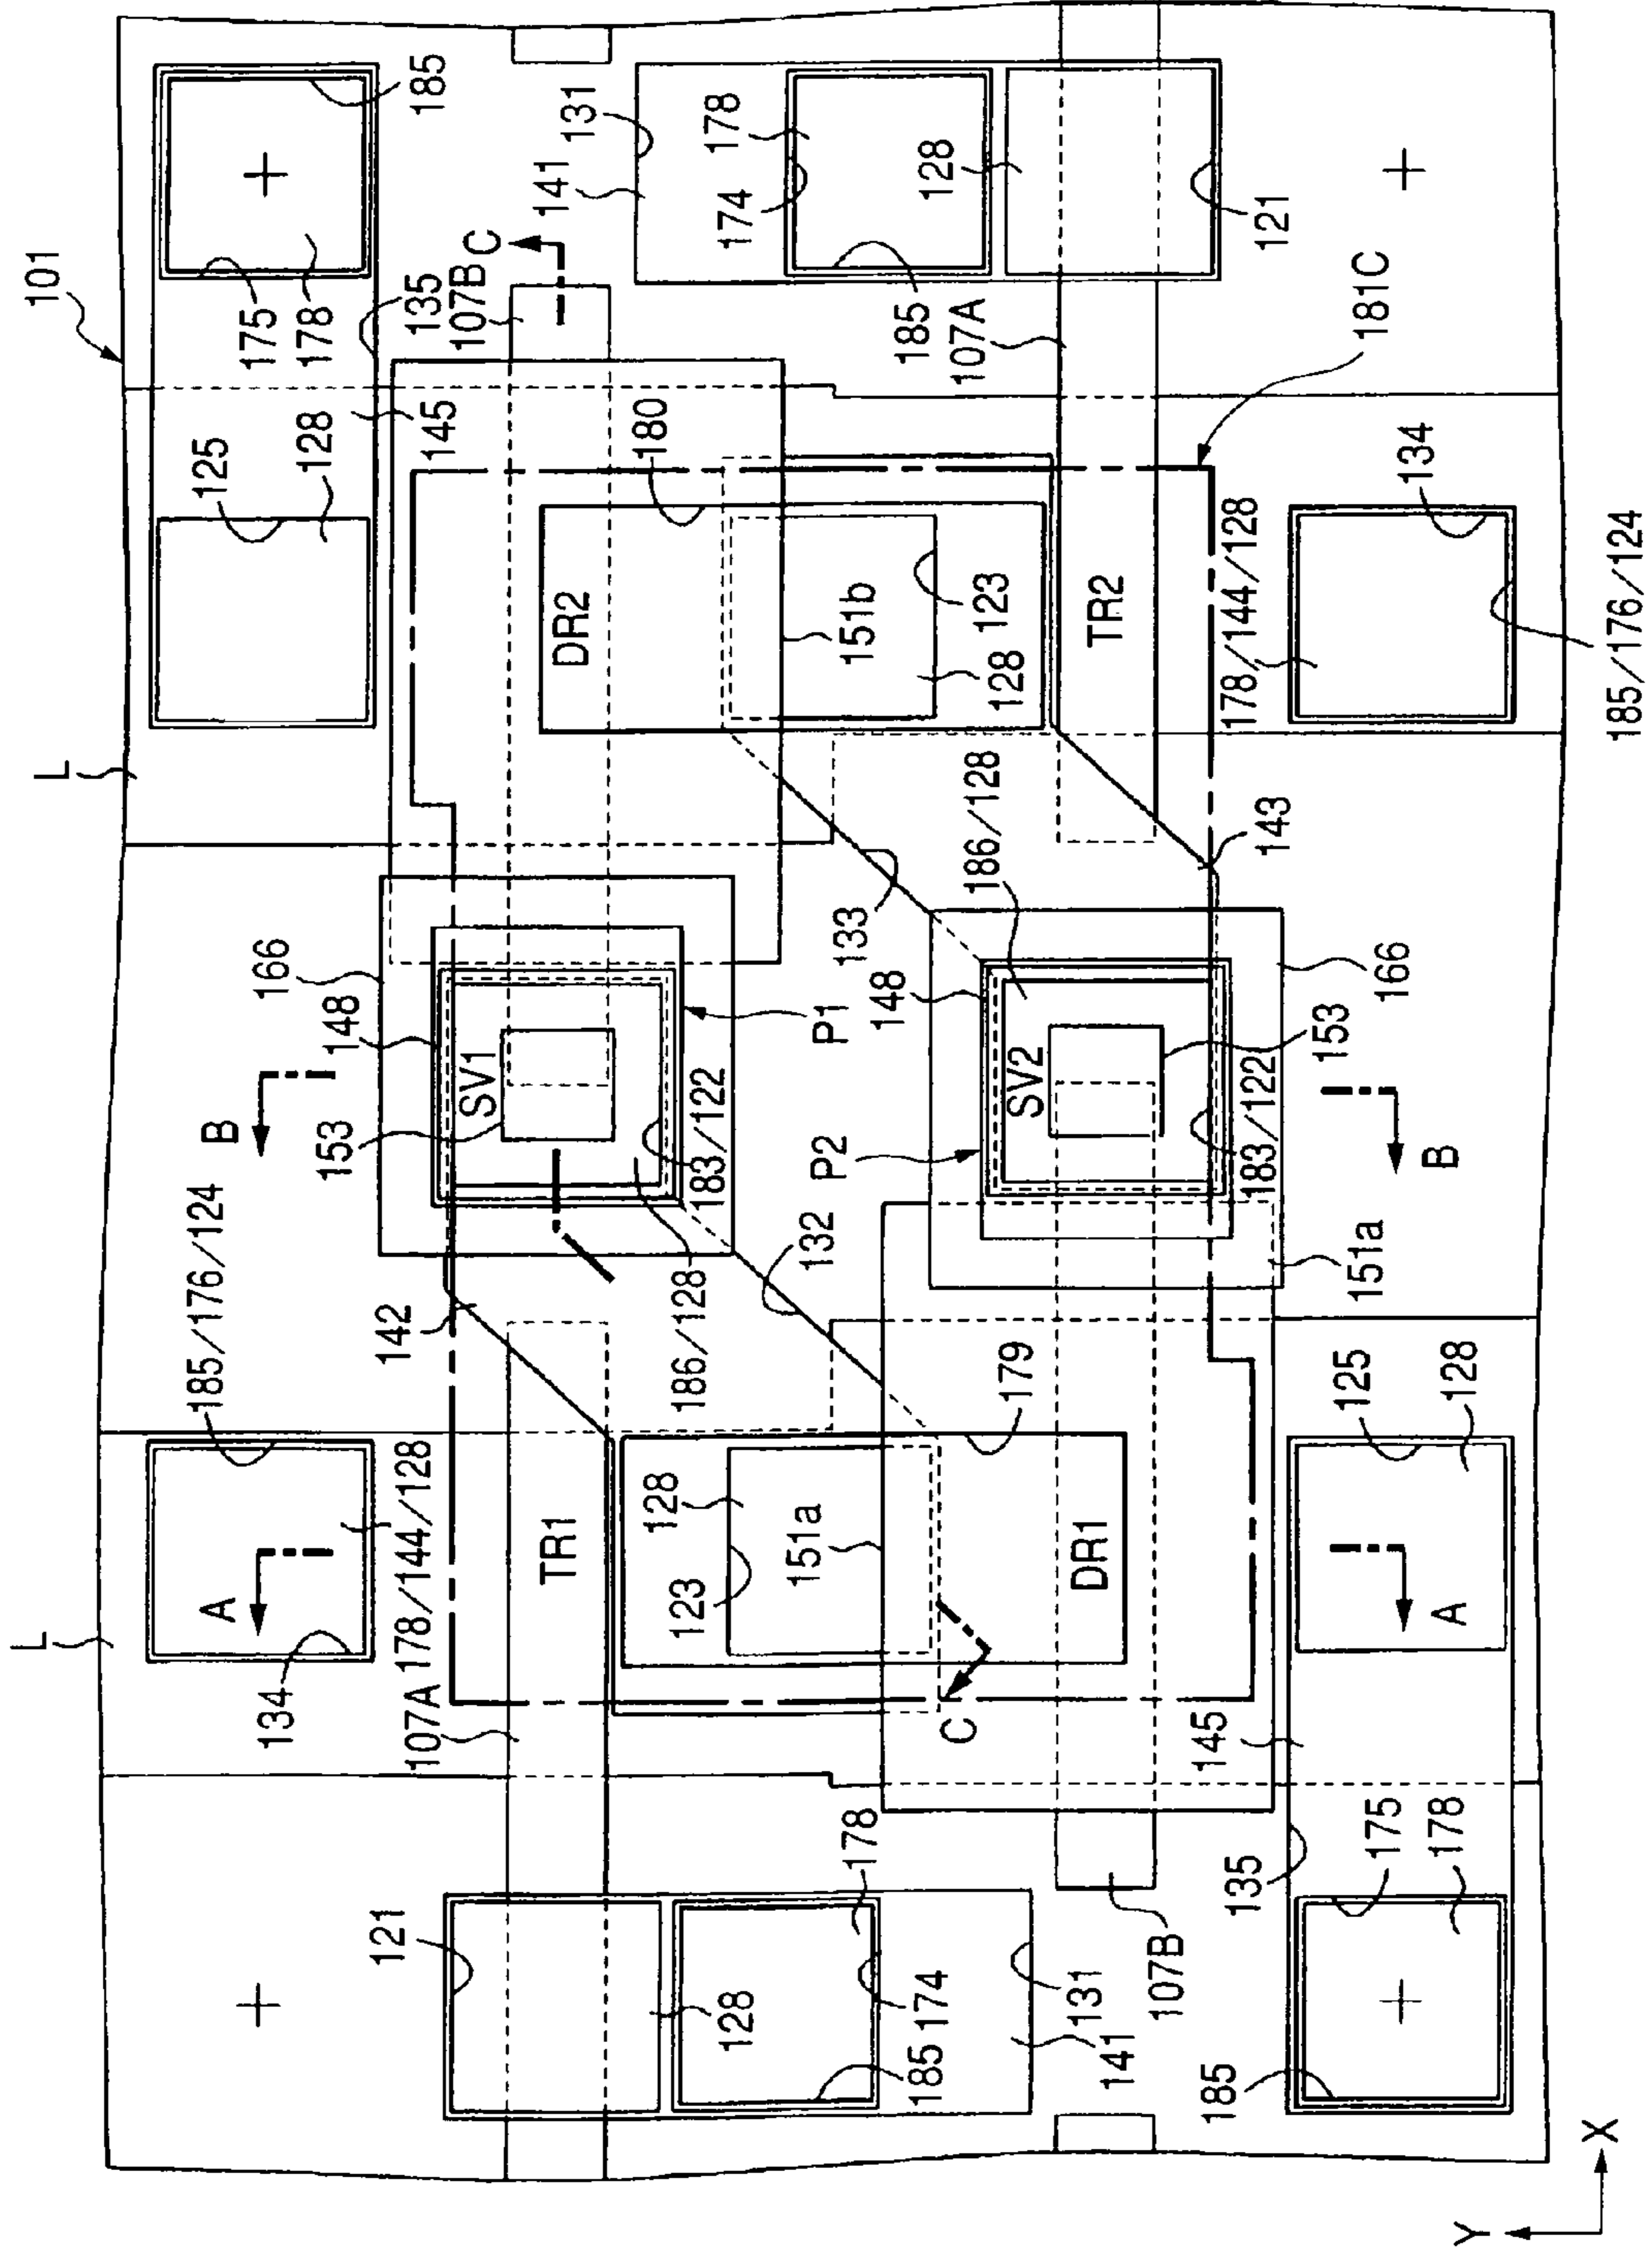 101
185
131
141
178
174
128
121
175
178
135
107B
C
185
107A
181C
L
125
128
145
180
DR2
151b
123
128
TR2
134
178/144/128
185/176/124
166
148
133
186/128
143
B
153
SV1
P1
148
SV2
153
166
183/122
P2
183/122
B
185/176/124
142
186/128
132
151a
L
A
134
178/144/128
TR1
128
123
151a
179
DR1
125
128
A
107A
C
145
121
128
178
174
185
131
141
107B
135
175
178
185
Y
X